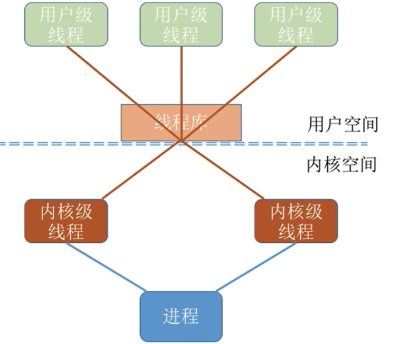 用户级
线程
用户级
线程
用户级
线程
线程库
用户空间
内核空间
内核级
线程
内核级
线程
进程